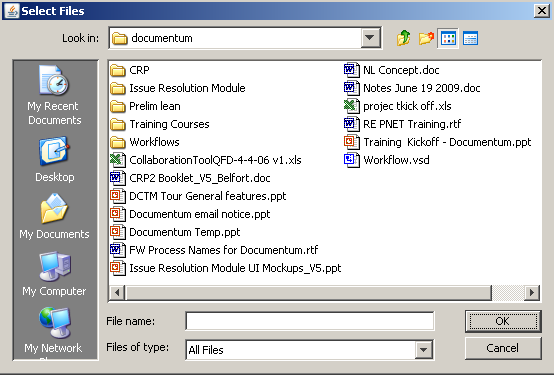 Select Files
Look in: documentum
My Recent
Documents
Desktop
My Documents
My Computer
My Network
CRP
Issue Resolution Module
Prelim lean
Training Courses
Workflows
CollaborationToolQFD-4-4-06 v1.xls
CRP2 Booklet_V5_Belfort.doc
DCTM Tour General features.ppt
Documentum email notice.ppt
Documentum Temp.ppt
FW Process Names for Documentum.rtf
Issue Resolution Module UI Mockups_V5.ppt
NL Concept.doc
Notes June 19 2009.doc
projec tkick off.xls
RE PNET Training.rtf
Training Kickoff - Documentum.ppt
Workflow.vsd
File name:
OK
Files of type: All Files
Cancel